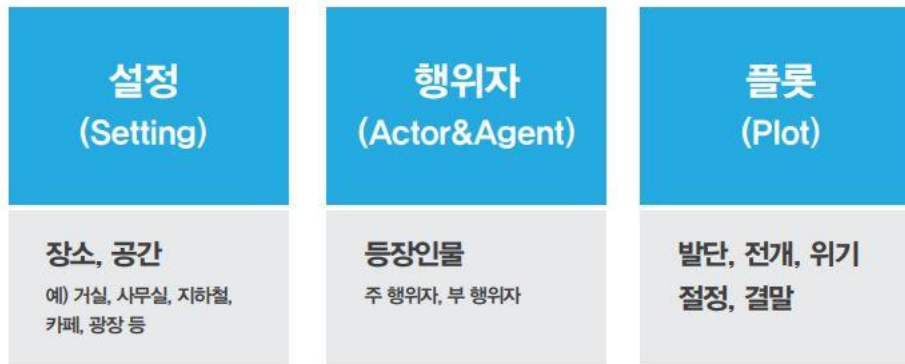 설정
(Setting)
장소, 공간
예) 거실, 사무실, 지하철,
카페, 광장 등
행위자
(Actor&Agent)
등장인물
주 행위자, 부 행위자
플롯
(Plot)
발단, 전개, 위기
절정, 결말